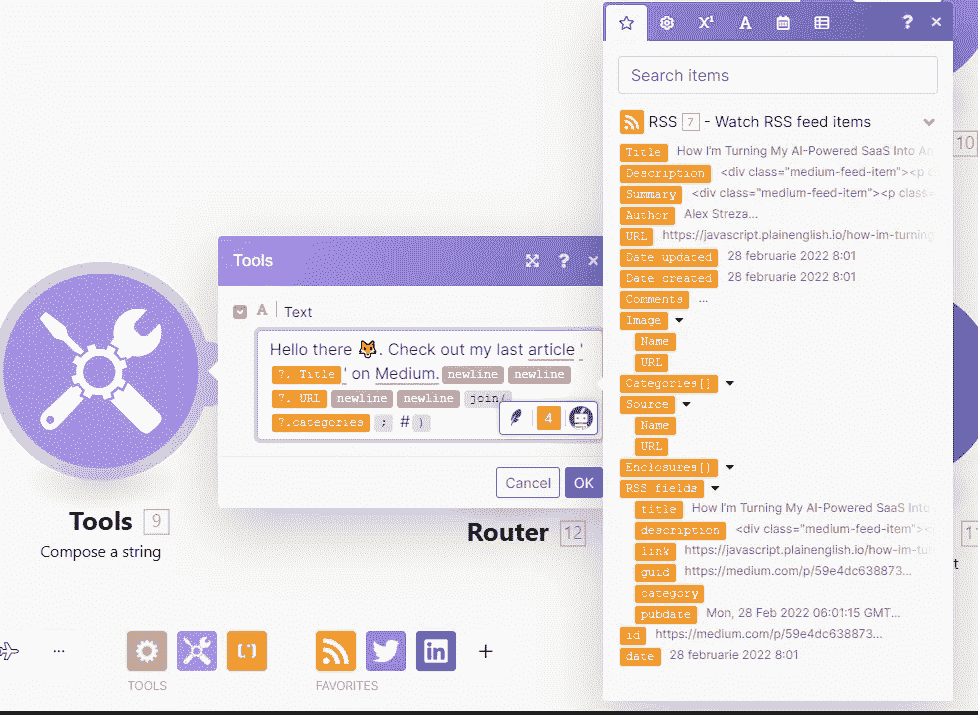 Search items
RSS 7 - Watch RSS feed items
Title How I'm Turning My AI-Powered SaaS Into An
Description <div class="medium-feed-item"><p c
Summary <div class="medium-feed-item"><p clas
Author Alex Streza...
URL https://javascript.plainenglish.io/how-im-turning
Date updated 28 februarie 2022 8:01
Date created 28 februarie 2022 8:01
Comments ...
Image
Name
URL
Categories[]
Source
Name
URL
Enclosures[]
RSS fields
title How I'm Turning My AI-Powered SaaS Into
description <div class="medium-feed-item"><
link https://javascript.plainenglish.io/how-im-tur
guid https://medium.com/p/59e4dc638873...
category
pubdate Mon, 28 Feb 2022 06:01:15 GMT...
id https://medium.com/p/59e4dc638873...
date 28 februarie 2022 8:01
Tools
A Text
Hello there 🦊. Check out my last article '
7. Title ' on Medium. newline newline
7. URL newline newline join(
7.categories ; # )
4
Cancel OK
Tools 9
Compose a string
Router 12
10
11
t
...
TOOLS
FAVORITES